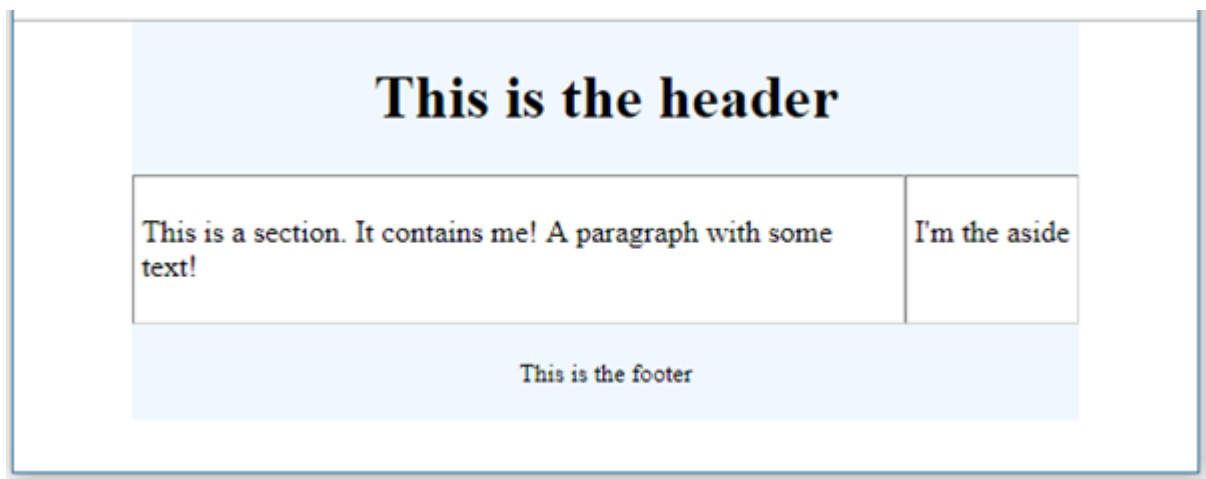 This is the header
This is a section. It contains me! A paragraph with some
text!
I'm the aside
This is the footer